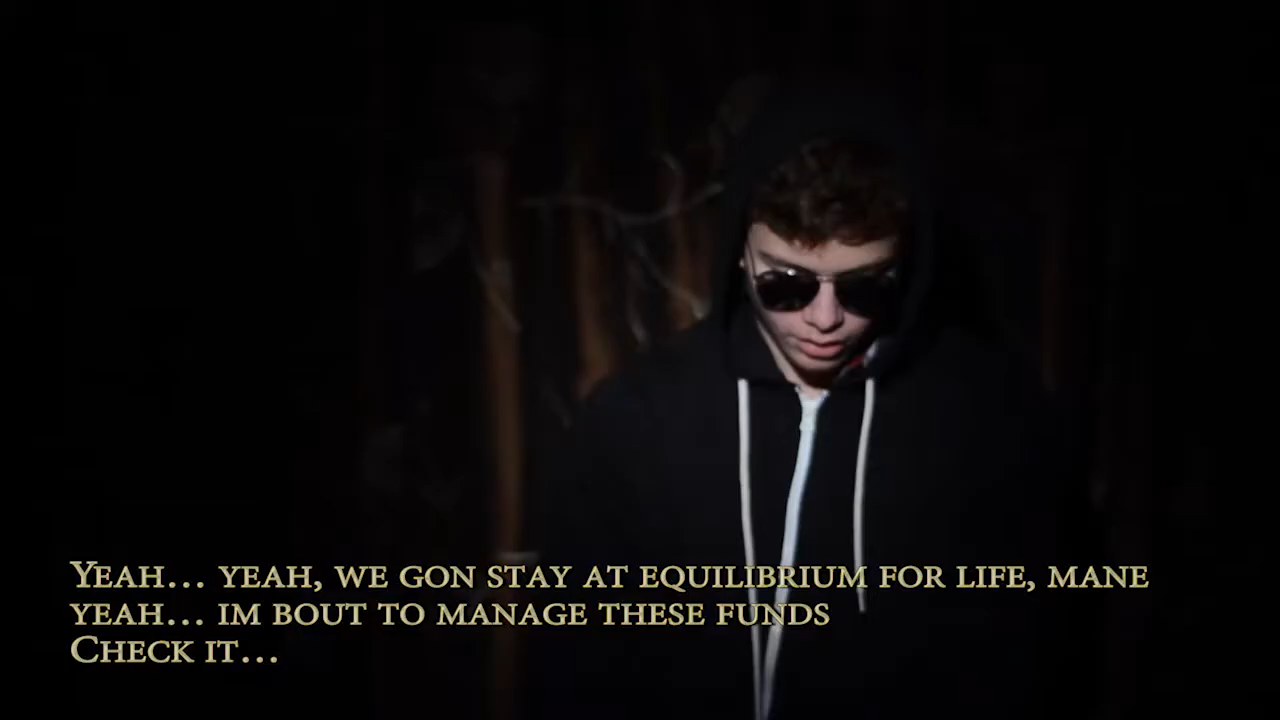 Yeah... yeah, we gon stay at equilibrium for life, mane
yeah... im bout to manage these funds
Check it...